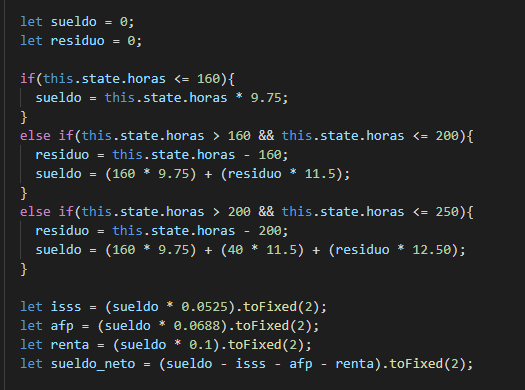 let sueldo = 0;
let residuo = 0;
if(this.state.horas <= 160){
sueldo = this.state.horas * 9.75;
}
else if(this.state.horas > 160 && this.state.horas <= 200){
residuo = this.state.horas - 160;
sueldo = (160 * 9.75) + (residuo * 11.5);
}
else if(this.state.horas > 200 && this.state.horas <= 250){
residuo = this.state.horas - 200;
sueldo = (160 * 9.75) + (40 * 11.5) + (residuo * 12.50);
}
let isss = (sueldo * 0.0525).toFixed(2);
let afp = (sueldo * 0.0688).toFixed(2);
let renta = (sueldo * 0.1).toFixed(2);
let sueldo_neto = (sueldo - isss - afp - renta).toFixed(2);